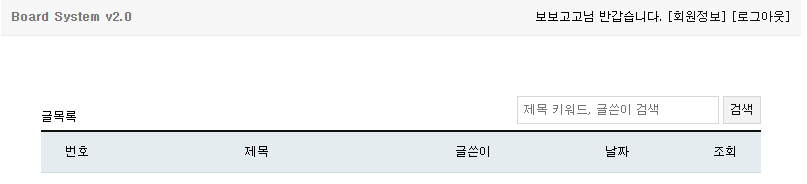 Board System v2.0 보보고고님 반갑습니다. [회원정보] [로그아웃]
글목록 제목 키워드, 글쓴이 검색 검색
번호 제목 글쓴이 날짜 조회